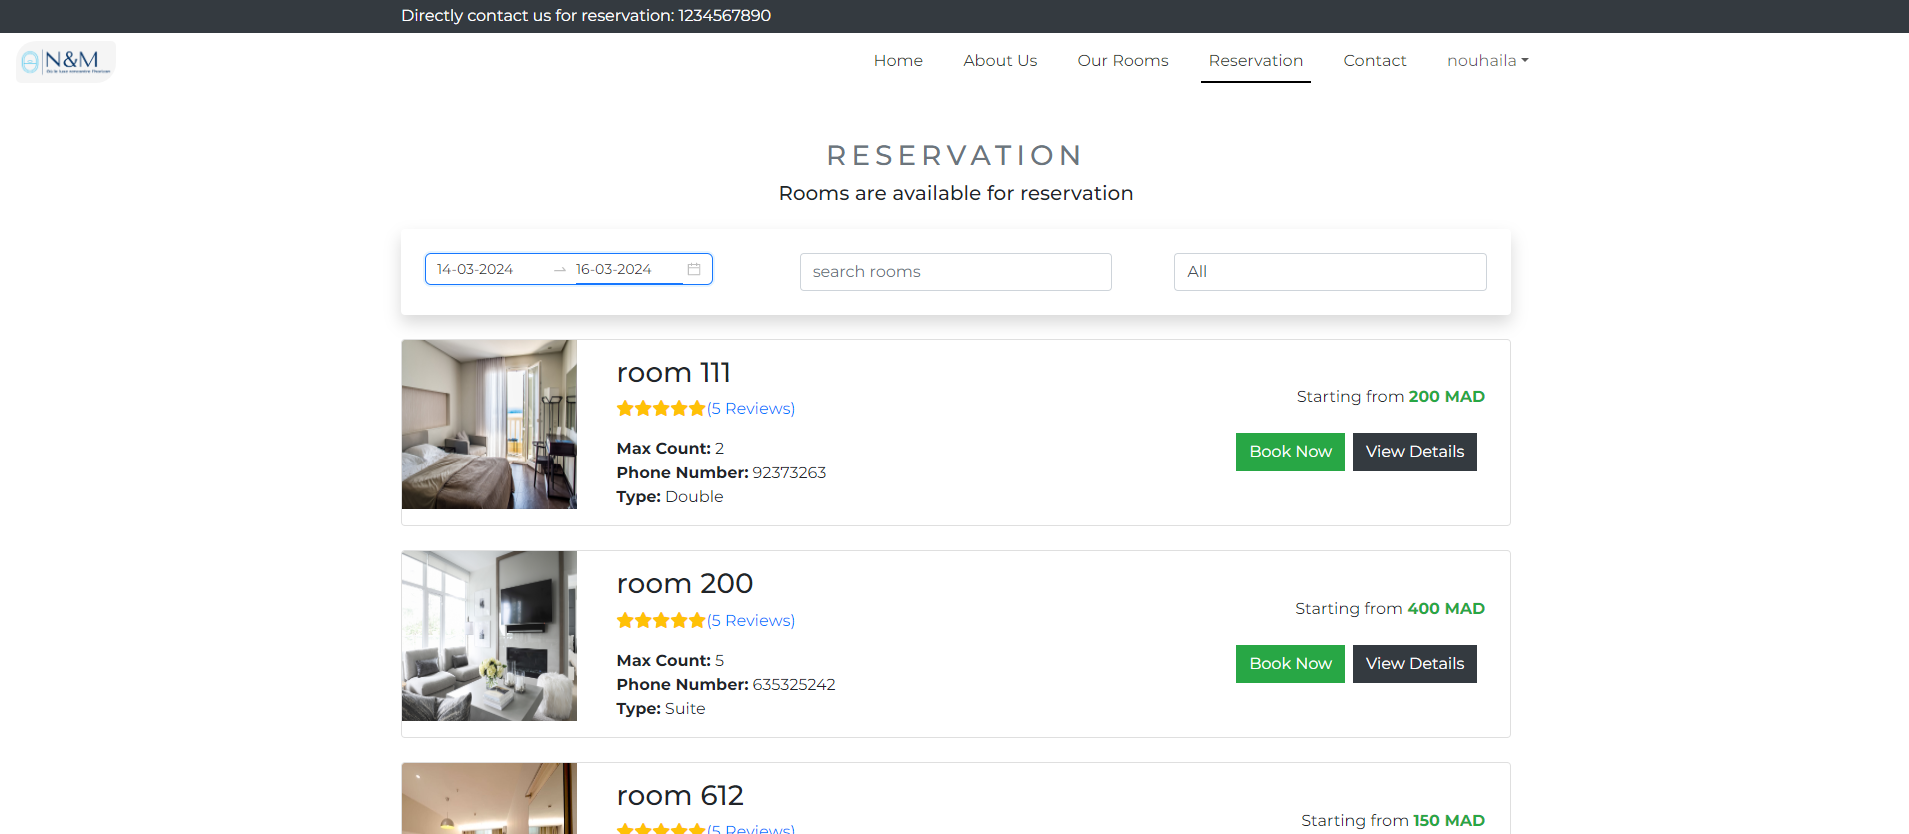 Directly contact us for reservation: 1234567890
N&M
Home About Us Our Rooms Reservation Contact nouhaila
RESERVATION
Rooms are available for reservation
14-03-2024 → 16-03-2024 search rooms All
room 111
(5 Reviews)
Starting from 200 MAD
Max Count: 2
Book Now View Details
Phone Number: 92373263
Type: Double
room 200
(5 Reviews)
Starting from 400 MAD
Max Count: 5
Book Now View Details
Phone Number: 635325242
Type: Suite
room 612
Starting from 150 MAD
(5 Reviews)